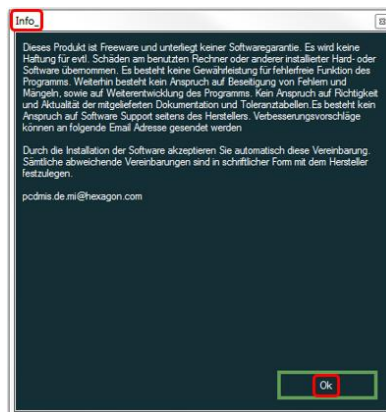 Info_
Dieses Produkt ist Freeware und unterliegt keiner Softwaregarantie. Es wird keine
Haftung für evtl. Schäden am benutzten Rechner oder anderer installierter Hard- oder
Software übernommen. Es besteht keine Gewährleistung für fehlerfreie Funktion des
Programms. Weiterhin besteht kein Anspruch auf Beseitigung von Fehlern und
Mängeln, sowie auf Weiterentwicklung des Programms. Kein Anspruch auf Richtigkeit
und Aktualität der mitgelieferten Dokumentation und Toleranztabellen.Es besteht kein
Anspruch auf Software Support seitens des Herstellers. Verbesserungsvorschläge
können an folgende Email Adresse gesendet werden
Durch die Installation der Software akzeptieren Sie automatisch diese Vereinbarung.
Sämtliche abweichende Vereinbarungen sind in schriftlicher Form mit dem Hersteller
festzulegen.
pcdmis.de.mi@hexagon.com
Ok